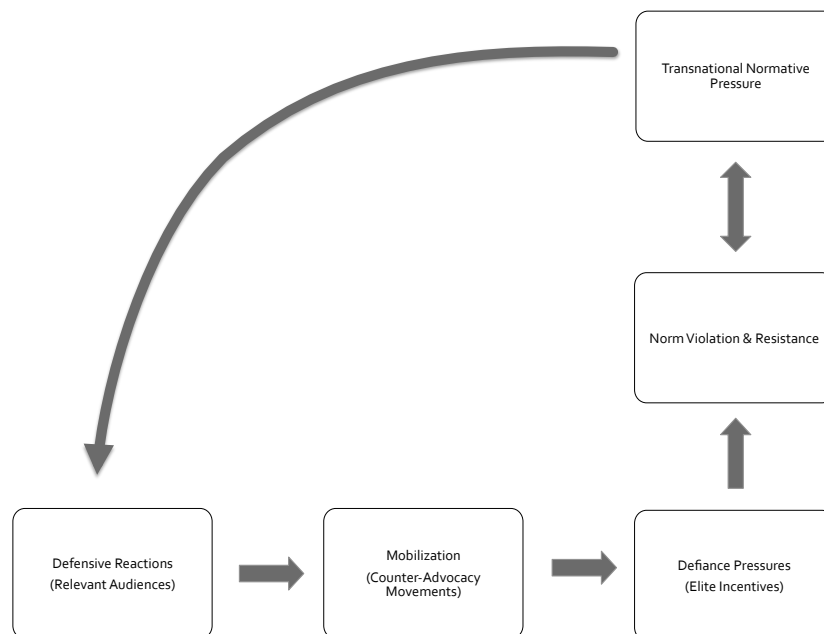 Transnational Normative
Pressure
Norm Violation & Resistance
Defensive Reactions
(Relevant Audiences)
Mobilization
(Counter-Advocacy
Movements)
Defiance Pressures
(Elite Incentives)